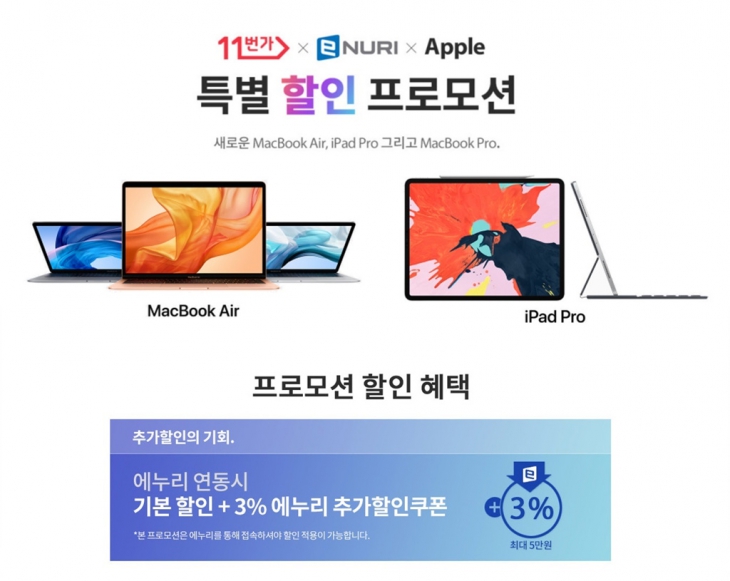 11번가 × e NURI × Apple
특별 할인 프로모션
새로운 MacBook Air, iPad Pro 그리고 MacBook Pro.
MacBook Air
iPad Pro
프로모션 할인 혜택
추가할인의 기회.
에누리 연동시
기본 할인 + 3% 에누리 추가할인쿠폰
*본 프로모션은 에누리를 통해 접속하셔야 할인 적용이 가능합니다.
e
+ 3%
최대 5만원